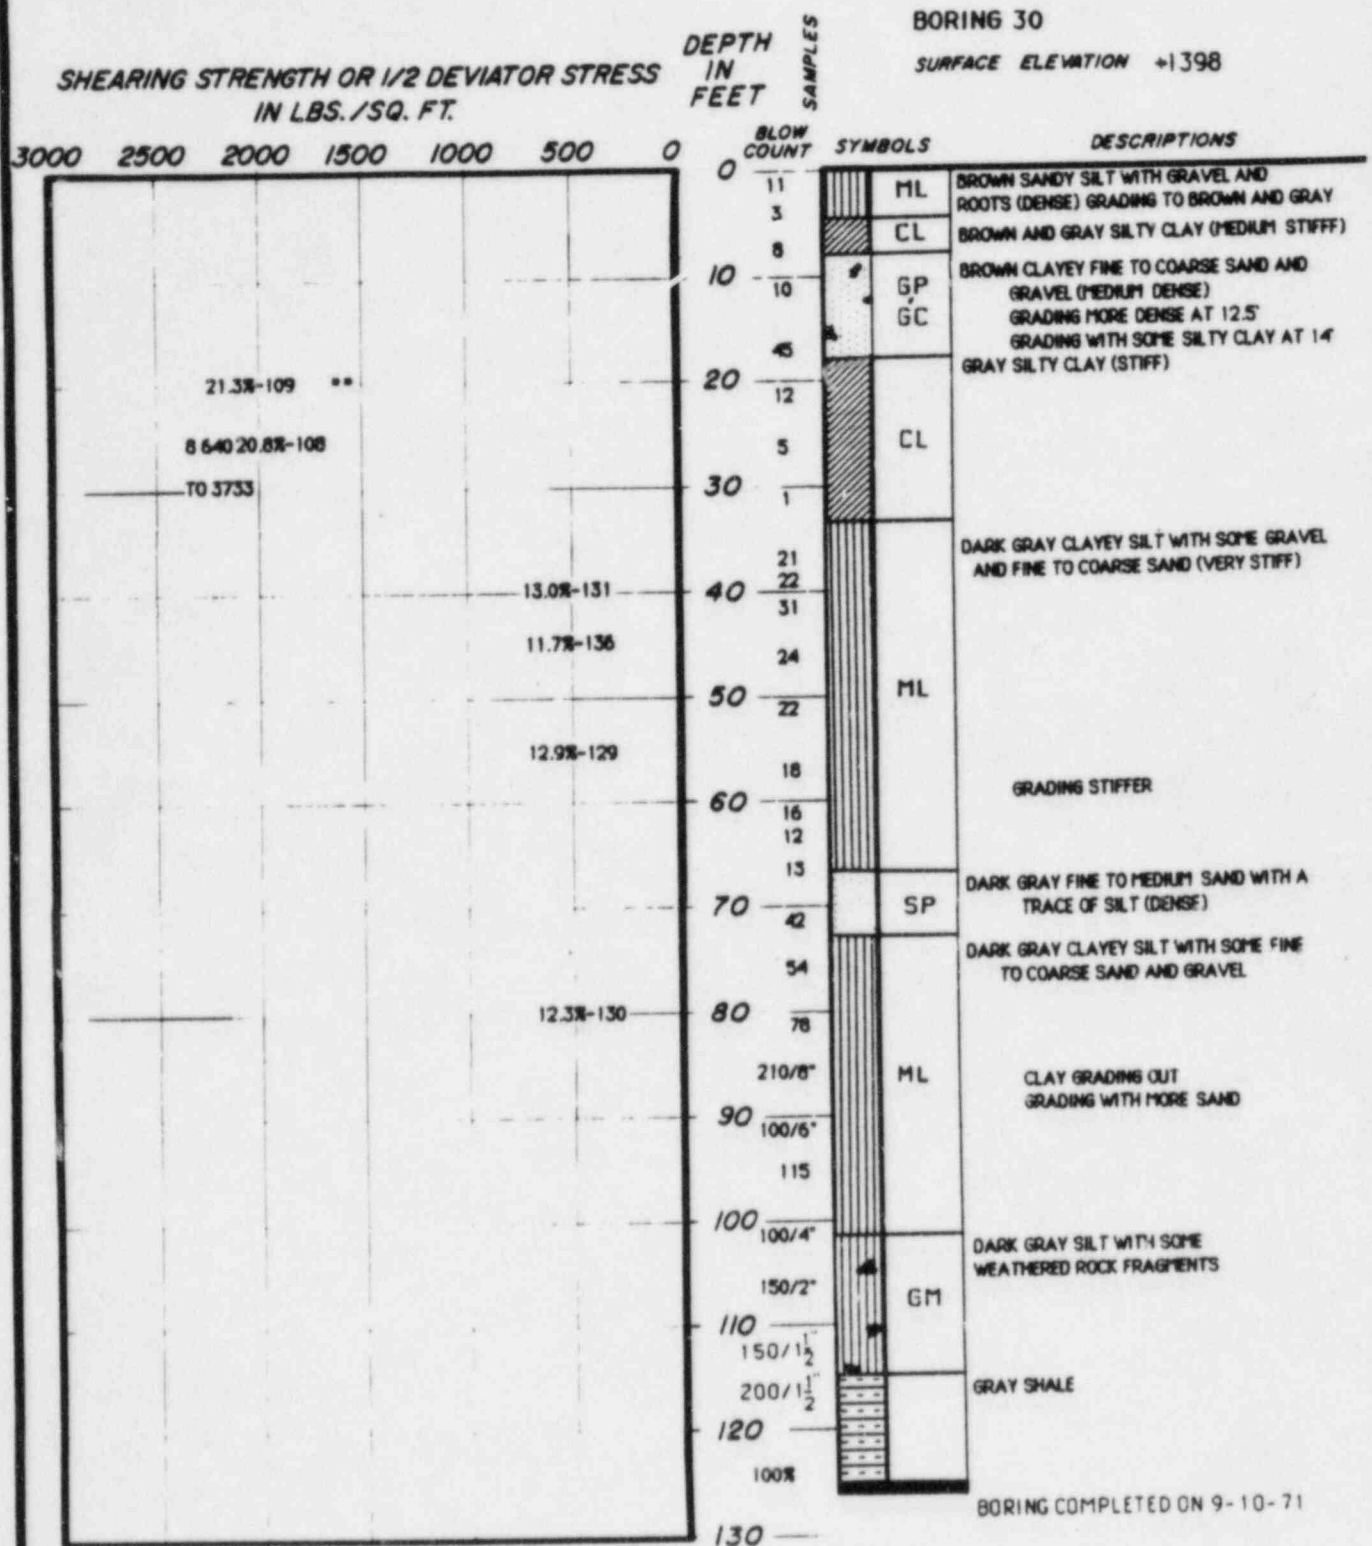 BORING 30
SURFACE ELEVATION +1398
SHEARING STRENGTH OR 1/2 DEVIATOR STRESS
IN LBS./SQ. FT.
DEPTH
IN
FEET
SAMPLES
3000 2500 2000 1500 1000 500 0
BLOW
COUNT
SYMBOLS
DESCRIPTIONS
0
11
ML
BROWN SANDY SILT WITH GRAVEL AND
ROOTS (DENSE) GRADING TO BROWN AND GRAY
3
CL
BROWN AND GRAY SILTY CLAY (MEDIUM STIFFF)
8
10
10
GP
GC
BROWN CLAYEY FINE TO COARSE SAND AND
GRAVEL (MEDIUM DENSE)
GRADING MORE DENSE AT 12.5'
GRADING WITH SOME SILTY CLAY AT 14'
45
GRAY SILTY CLAY (STIFF)
21.3%-109
20
12
8 640 20.8%-108
5
CL
TO 3733
30
1
DARK GRAY CLAYEY SILT WITH SOME GRAVEL
AND FINE TO COARSE SAND (VERY STIFF)
21
22
13.0%-131
40
31
11.7%-136
24
ML
50
22
12.9%-129
18
GRADING STIFFER
60
16
12
13
DARK GRAY FINE TO MEDIUM SAND WITH A
TRACE OF SILT (DENSE)
70
SP
42
DARK GRAY CLAYEY SILT WITH SOME FINE
TO COARSE SAND AND GRAVEL
54
12.3%-130
80
78
210/8"
ML
CLAY GRADING OUT
GRADING WITH MORE SAND
90
100/6"
115
100
100/4"
DARK GRAY SILT WITH SOME
WEATHERED ROCK FRAGMENTS
150/2"
GM
110
150/1 1/2"
200/1 1/2"
GRAY SHALE
120
100%
BORING COMPLETED ON 9-10-71
130